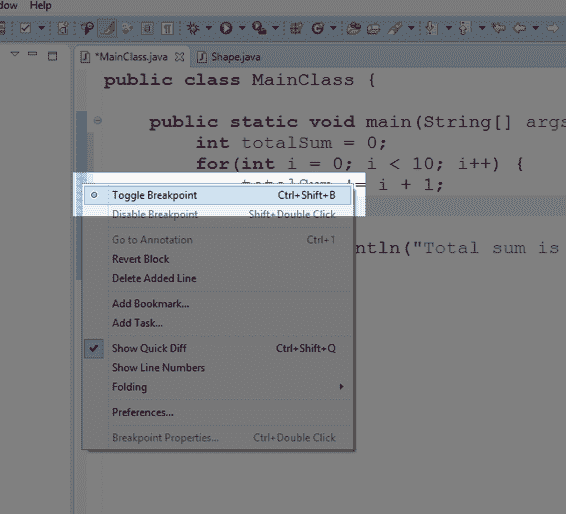 dow Help
*MainClass.java Shape.java
public class MainClass {
public static void main(String[] args
int totalSum = 0;
for(int i = 0; i < 10; i++) {
+= i + 1;
Toggle Breakpoint Ctrl+Shift+B
Disable Breakpoint Shift+Double Click
Go to Annotation Ctrl+1
Revert Block
ntln("Total sum is
Delete Added Line
Add Bookmark...
Add Task...
Show Quick Diff Ctrl+Shift+Q
Show Line Numbers
Folding
Preferences...
Breakpoint Properties... Ctrl+Double Click